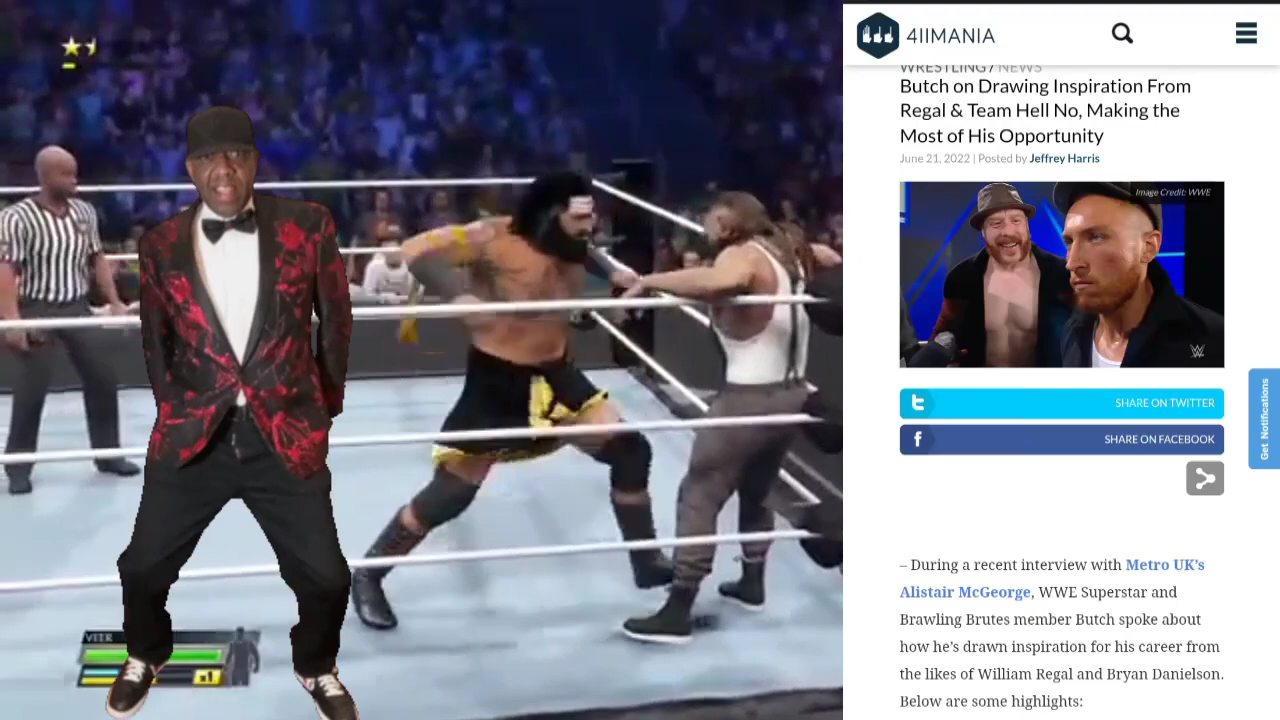 VEER
x1
411MANIA
WRESTLING / NEWS
Butch on Drawing Inspiration From
Regal & Team Hell No, Making the
Most of His Opportunity
June 21, 2022 | Posted by Jeffrey Harris
Image Credit: WWE
SHARE ON TWITTER
SHARE ON FACEBOOK
Get Notifications
– During a recent interview with Metro UK's
Alistair McGeorge, WWE Superstar and
Brawling Brutes member Butch spoke about
how he's drawn inspiration for his career from
the likes of William Regal and Bryan Danielson.
Below are some highlights: